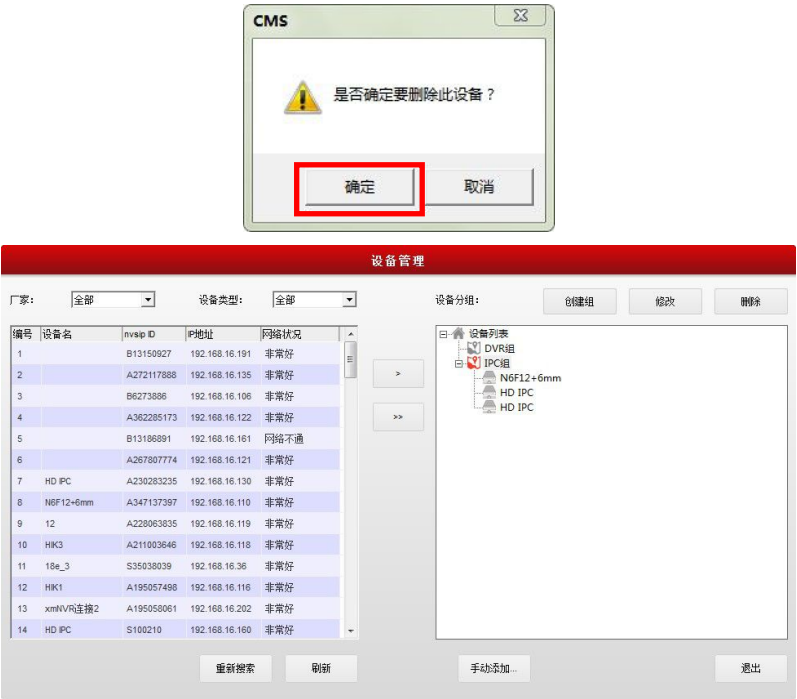 CMS
是否确定要删除此设备？
确定 取消
设备管理
厂家： 全部 设备类型： 全部 设备分组： 创建组 修改 删除
编号 设备名 nvsip ID IP地址 网络状况
1 B13150927 192.168.16.191 非常好
2 A272117888 192.168.16.135 非常好
3 B6273886 192.168.16.106 非常好
4 A362285173 192.168.16.122 非常好
5 B13186891 192.168.16.161 网络不通
6 A267807774 192.168.16.121 非常好
7 HD IPC A230283235 192.168.16.130 非常好
8 N6F12+6mm A347137397 192.168.16.110 非常好
9 12 A228063835 192.168.16.119 非常好
10 HIK3 A211003646 192.168.16.118 非常好
11 18e_3 S35038039 192.168.16.36 非常好
12 HIK1 A195057498 192.168.16.116 非常好
13 xmNVR连接2 A195058061 192.168.16.202 非常好
14 HD IPC S100210 192.168.16.160 非常好
>
>>
设备列表
DVR组
IPC组
N6F12+6mm
HD IPC
HD IPC
重新搜索 刷新 手动添加... 退出